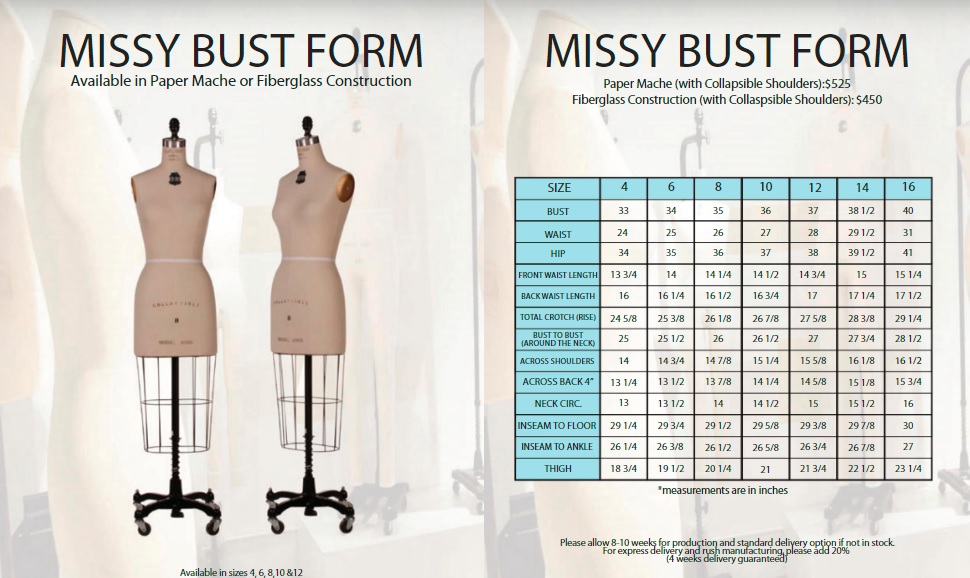 MISSY BUST FORM
Available in Paper Mache or Fiberglass Construction
COLLAPSIBLE
8
Available in sizes 4, 6, 8,10 &12
MISSY BUST FORM
Paper Mache (with Collapsible Shoulders):$525
Fiberglass Construction (with Collaspsible Shoulders): $450
SIZE 4 6 8 10 12 14 16
BUST 33 34 35 36 37 38 1/2 40
WAIST 24 25 26 27 28 29 1/2 31
HIP 34 35 36 37 38 39 1/2 41
FRONT WAIST LENGTH 13 3/4 14 14 1/4 14 1/2 14 3/4 15 15 1/4
BACK WAIST LENGTH 16 16 1/4 16 1/2 16 3/4 17 17 1/4 17 1/2
TOTAL CROTCH (RISE) 24 5/8 25 3/8 26 1/8 26 7/8 27 5/8 28 3/8 29 1/4
BUST TO BUST
(AROUND THE NECK) 25 25 1/2 26 26 1/2 27 27 3/4 28 1/2
ACROSS SHOULDERS 14 14 3/4 14 7/8 15 1/4 15 5/8 16 1/8 16 1/2
ACROSS BACK 4" 13 1/4 13 1/2 13 7/8 14 1/4 14 5/8 15 1/8 15 3/4
NECK CIRC. 13 13 1/2 14 14 1/2 15 15 1/2 16
INSEAM TO FLOOR 29 1/4 29 3/4 29 1/2 29 5/8 29 3/8 29 7/8 30
INSEAM TO ANKLE 26 1/4 26 3/8 26 1/2 26 5/8 26 3/4 26 7/8 27
THIGH 18 3/4 19 1/2 20 1/4 21 21 3/4 22 1/2 23 1/4
*measurements are in inches
Please allow 8-10 weeks for production and standard delivery option if not in stock.
For express delivery and rush manufacturing, please add 20%
(4 weeks delivery guaranteed)